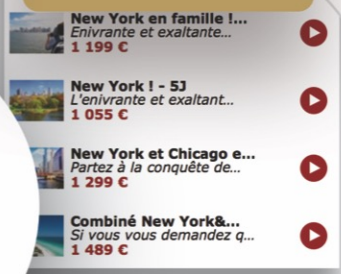 New York en famille !...
Enivrante et exaltante...
1 199 €
New York ! - 5J
L'enivrante et exaltant...
1 055 €
New York et Chicago e...
Partez à la conquête de...
1 299 €
Combiné New York&...
Si vous vous demandez q...
1 489 €